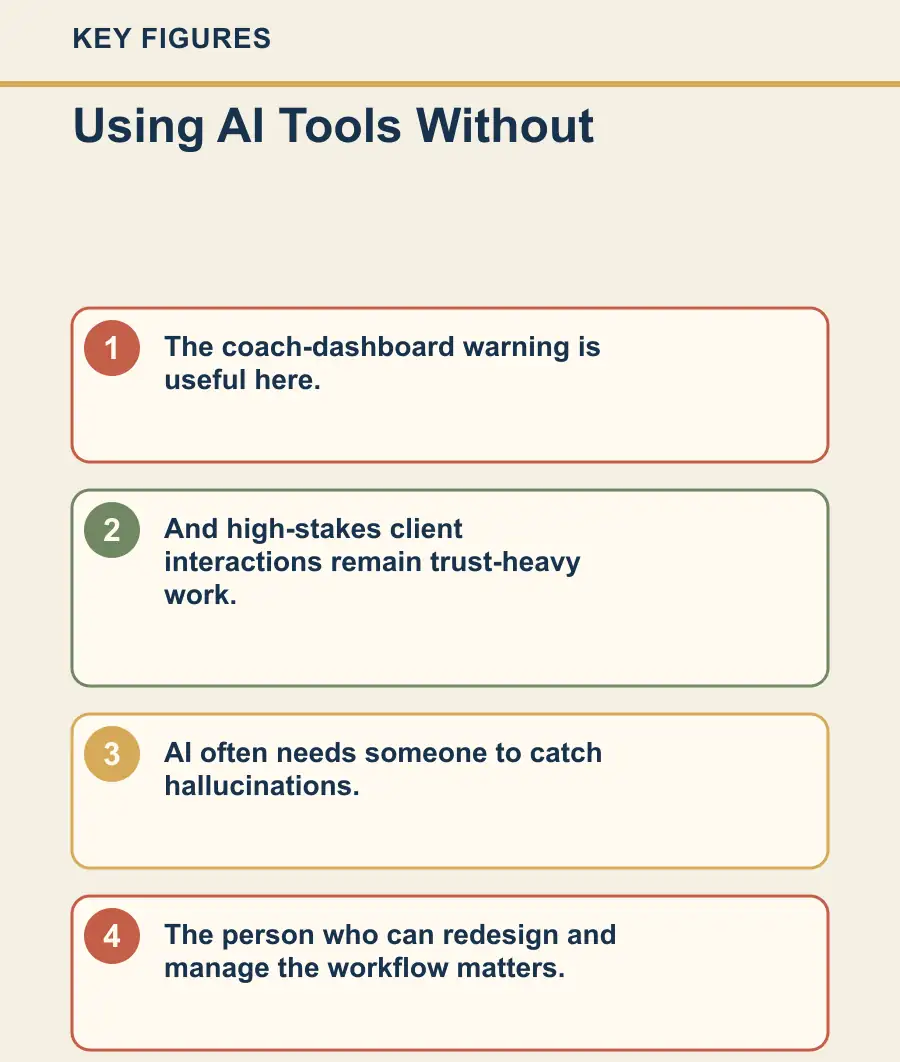 KEY FIGURES
Using AI Tools Without
1
The coach-dashboard warning is
useful here.
2
And high-stakes client
interactions remain trust-heavy
work.
3
AI often needs someone to catch
hallucinations.
4
The person who can redesign and
manage the workflow matters.